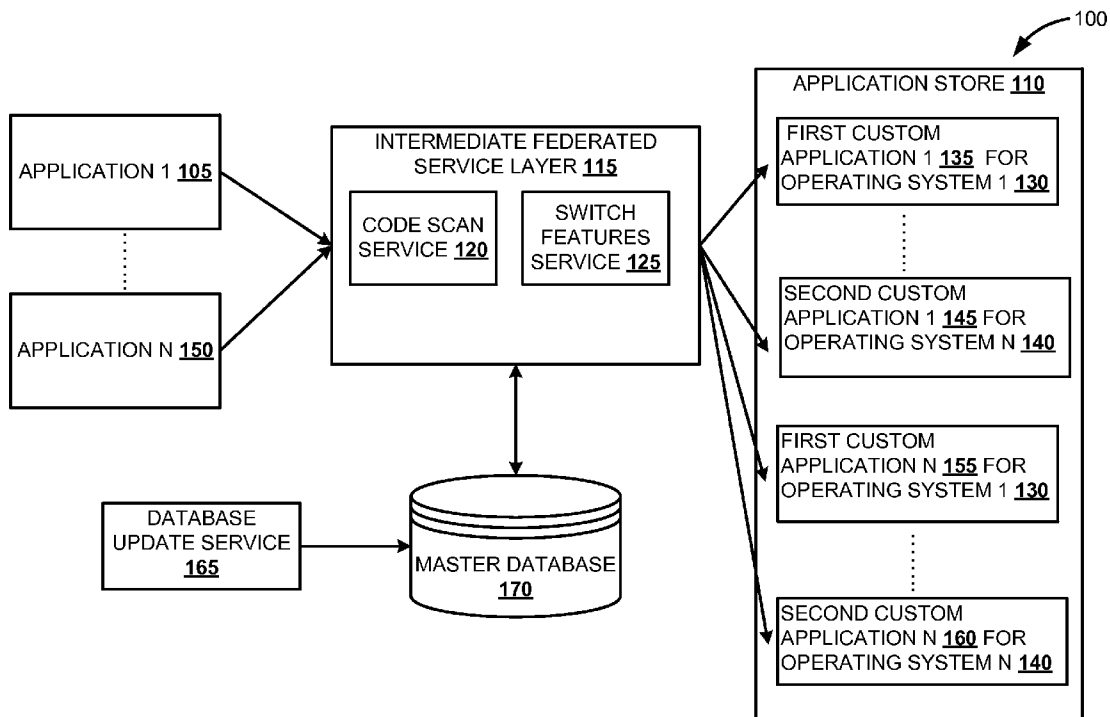 100
APPLICATION 1 105
APPLICATION N 150
INTERMEDIATE FEDERATED
SERVICE LAYER 115
CODE SCAN
SERVICE 120
SWITCH
FEATURES
SERVICE 125
DATABASE
UPDATE SERVICE
165
MASTER DATABASE
170
APPLICATION STORE 110
FIRST CUSTOM
APPLICATION 1 135 FOR
OPERATING SYSTEM 1 130
SECOND CUSTOM
APPLICATION 1 145 FOR
OPERATING SYSTEM N 140
FIRST CUSTOM
APPLICATION N 155 FOR
OPERATING SYSTEM 1 130
SECOND CUSTOM
APPLICATION N 160 FOR
OPERATING SYSTEM N 140